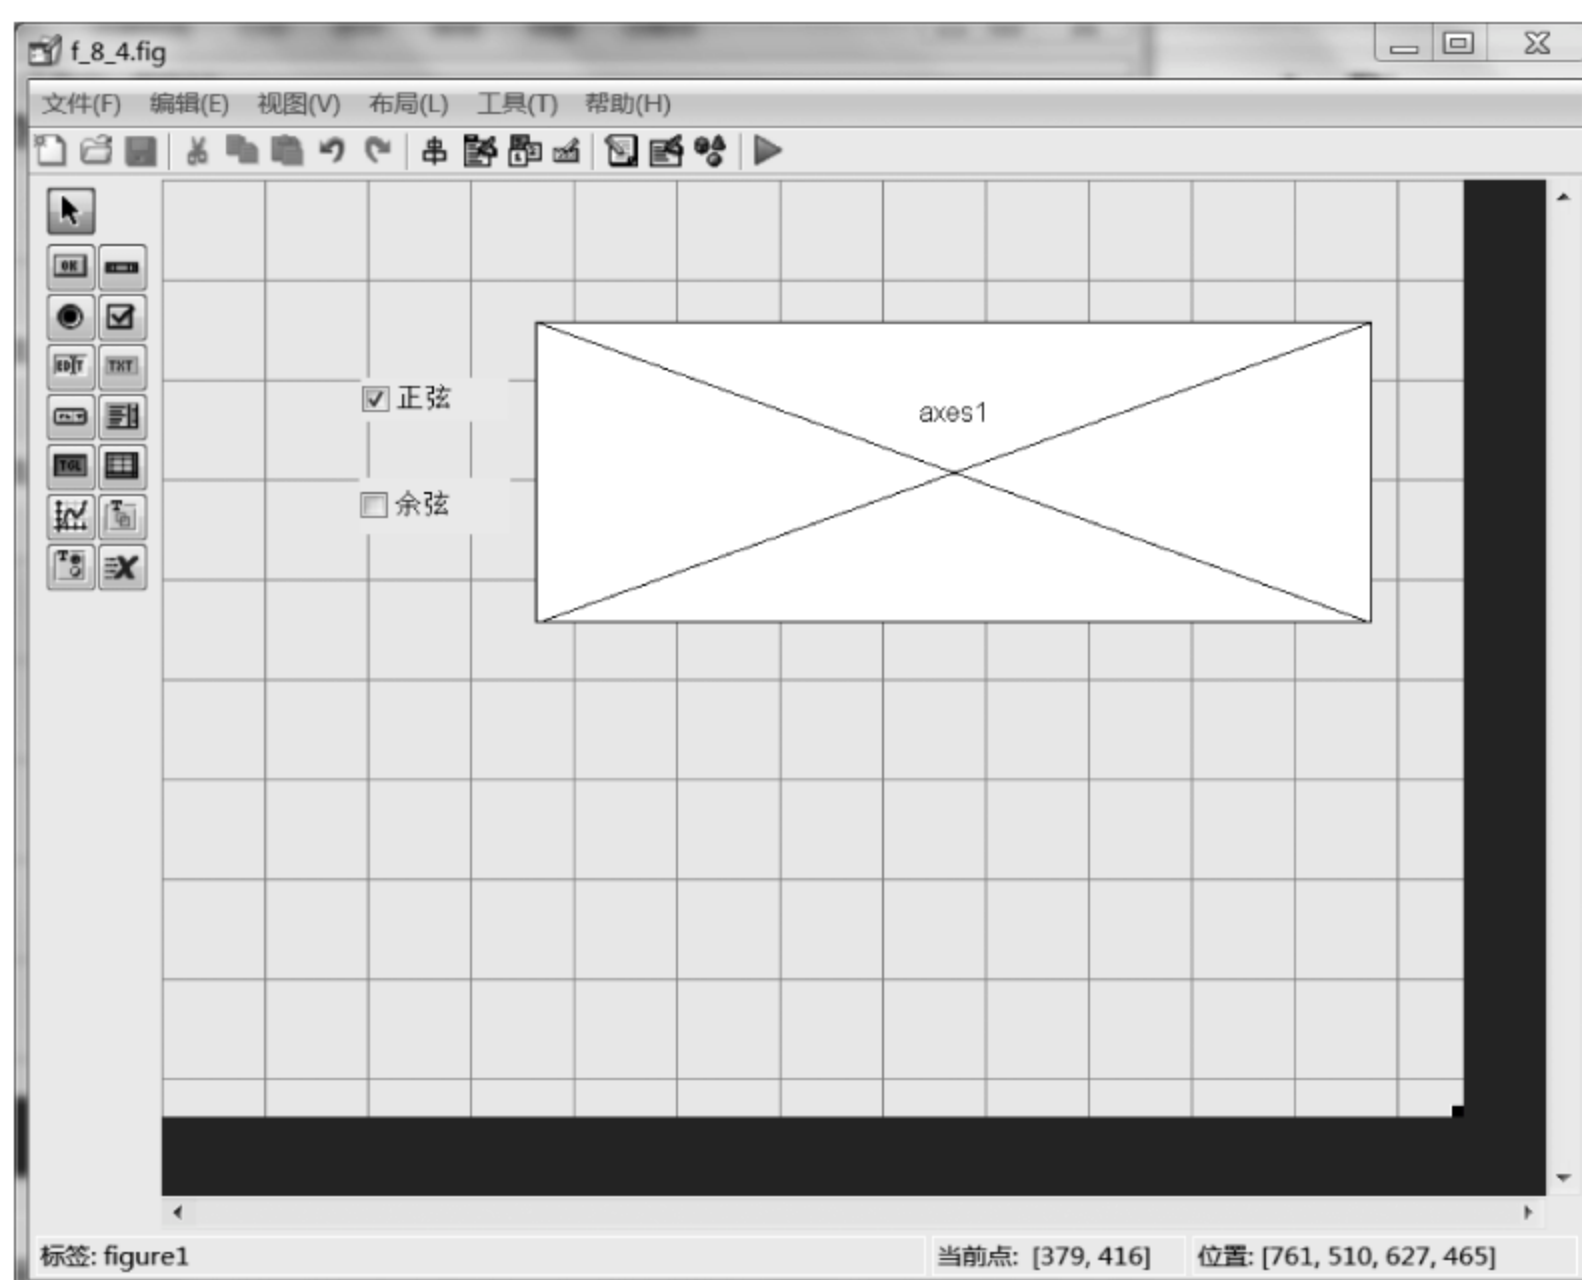 f_8_4.fig
文件(F) 编辑(E) 视图(V) 布局(L) 工具(T) 帮助(H)
OK
EDIT TXT
TGL
正弦
axes1
余弦
标签: figure1 当前点: [379, 416] 位置: [761, 510, 627, 465]